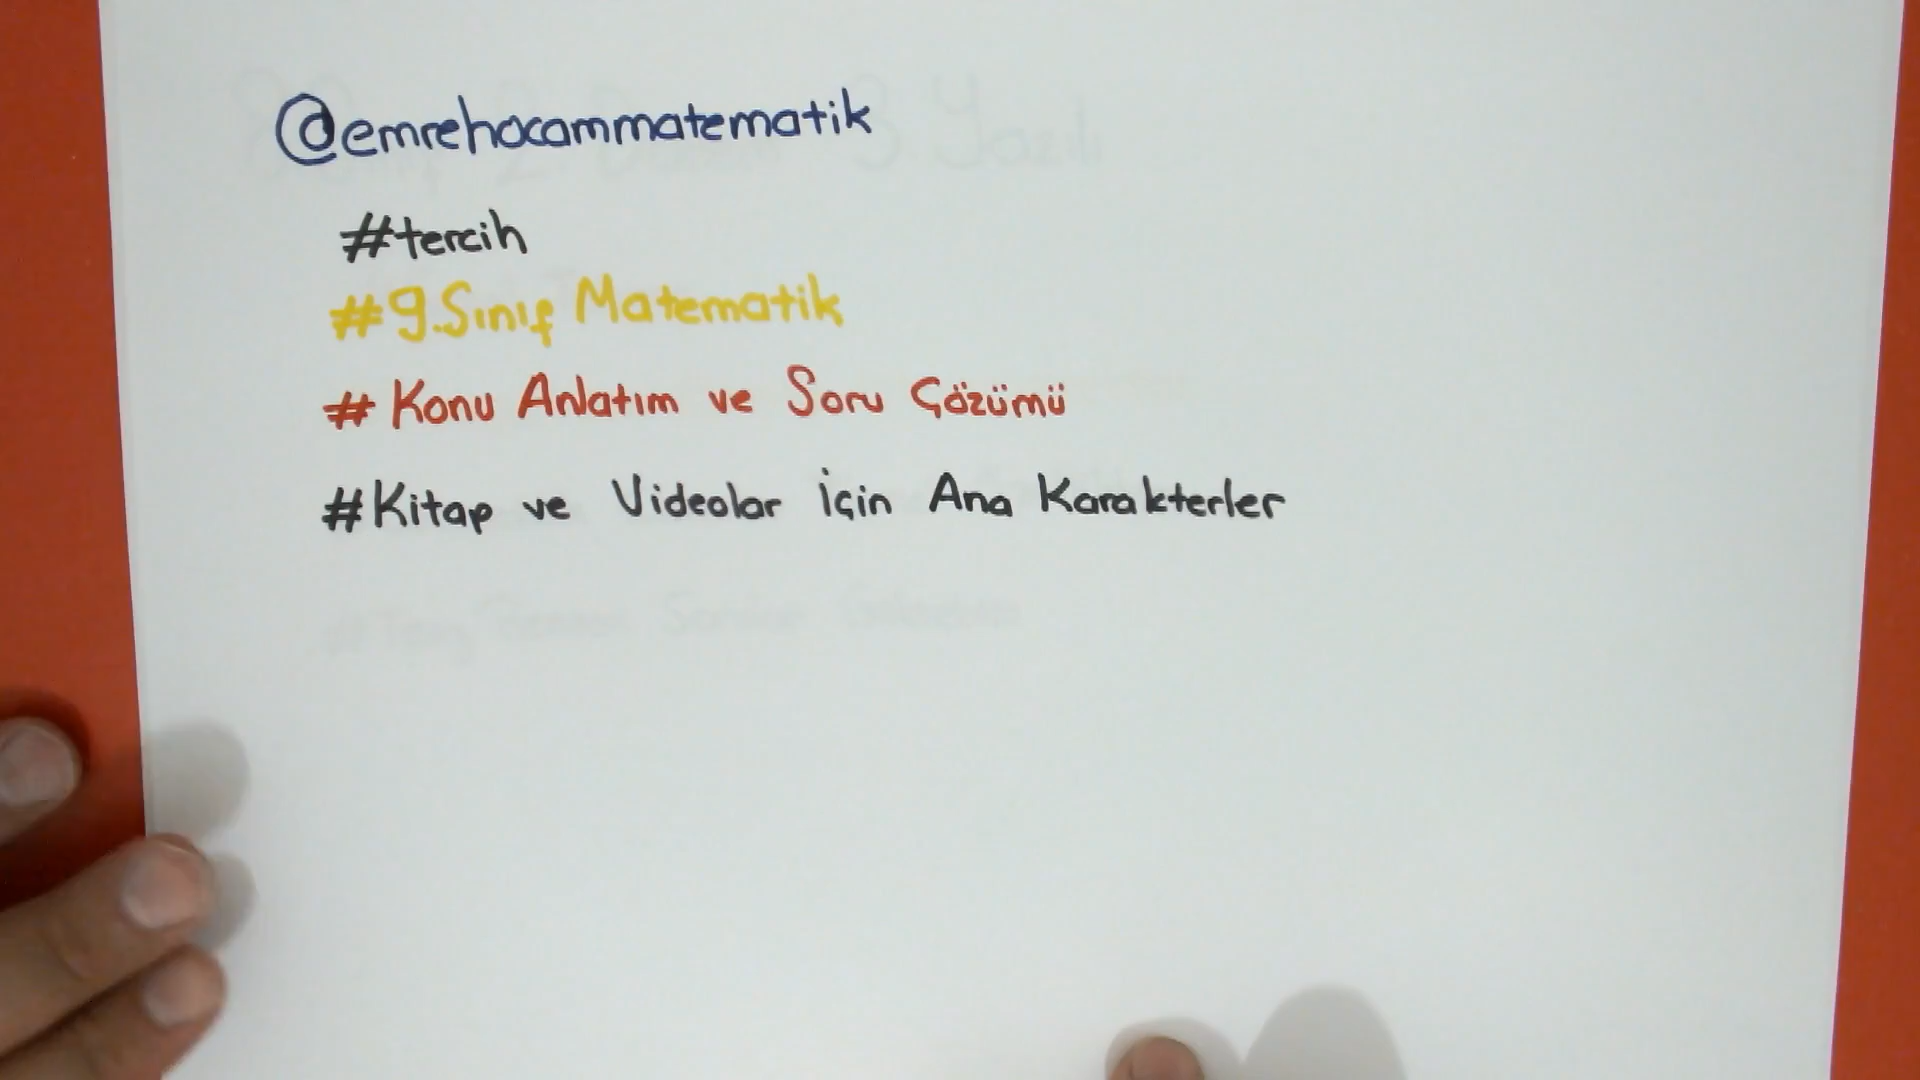 @emrehocammatematik
#tercih
#9.Sınıf Matematik
# Konu Anlatım ve Soru Çözümü
#Kitap ve Videolar İçin Ana Karakterler